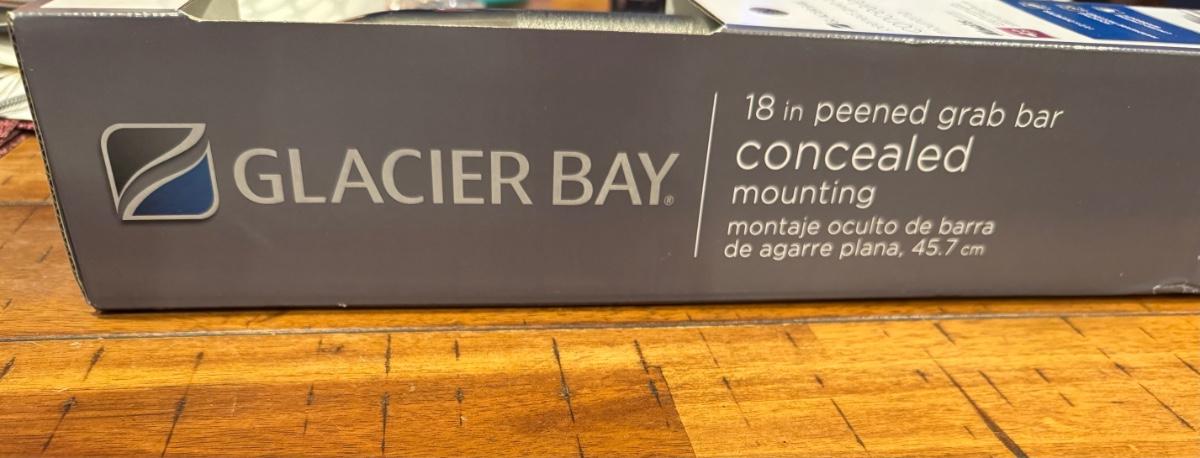 GLACIER BAY®
18 in peened grab bar
concealed
mounting
montaje oculto de barra
de agarre plana, 45.7 cm